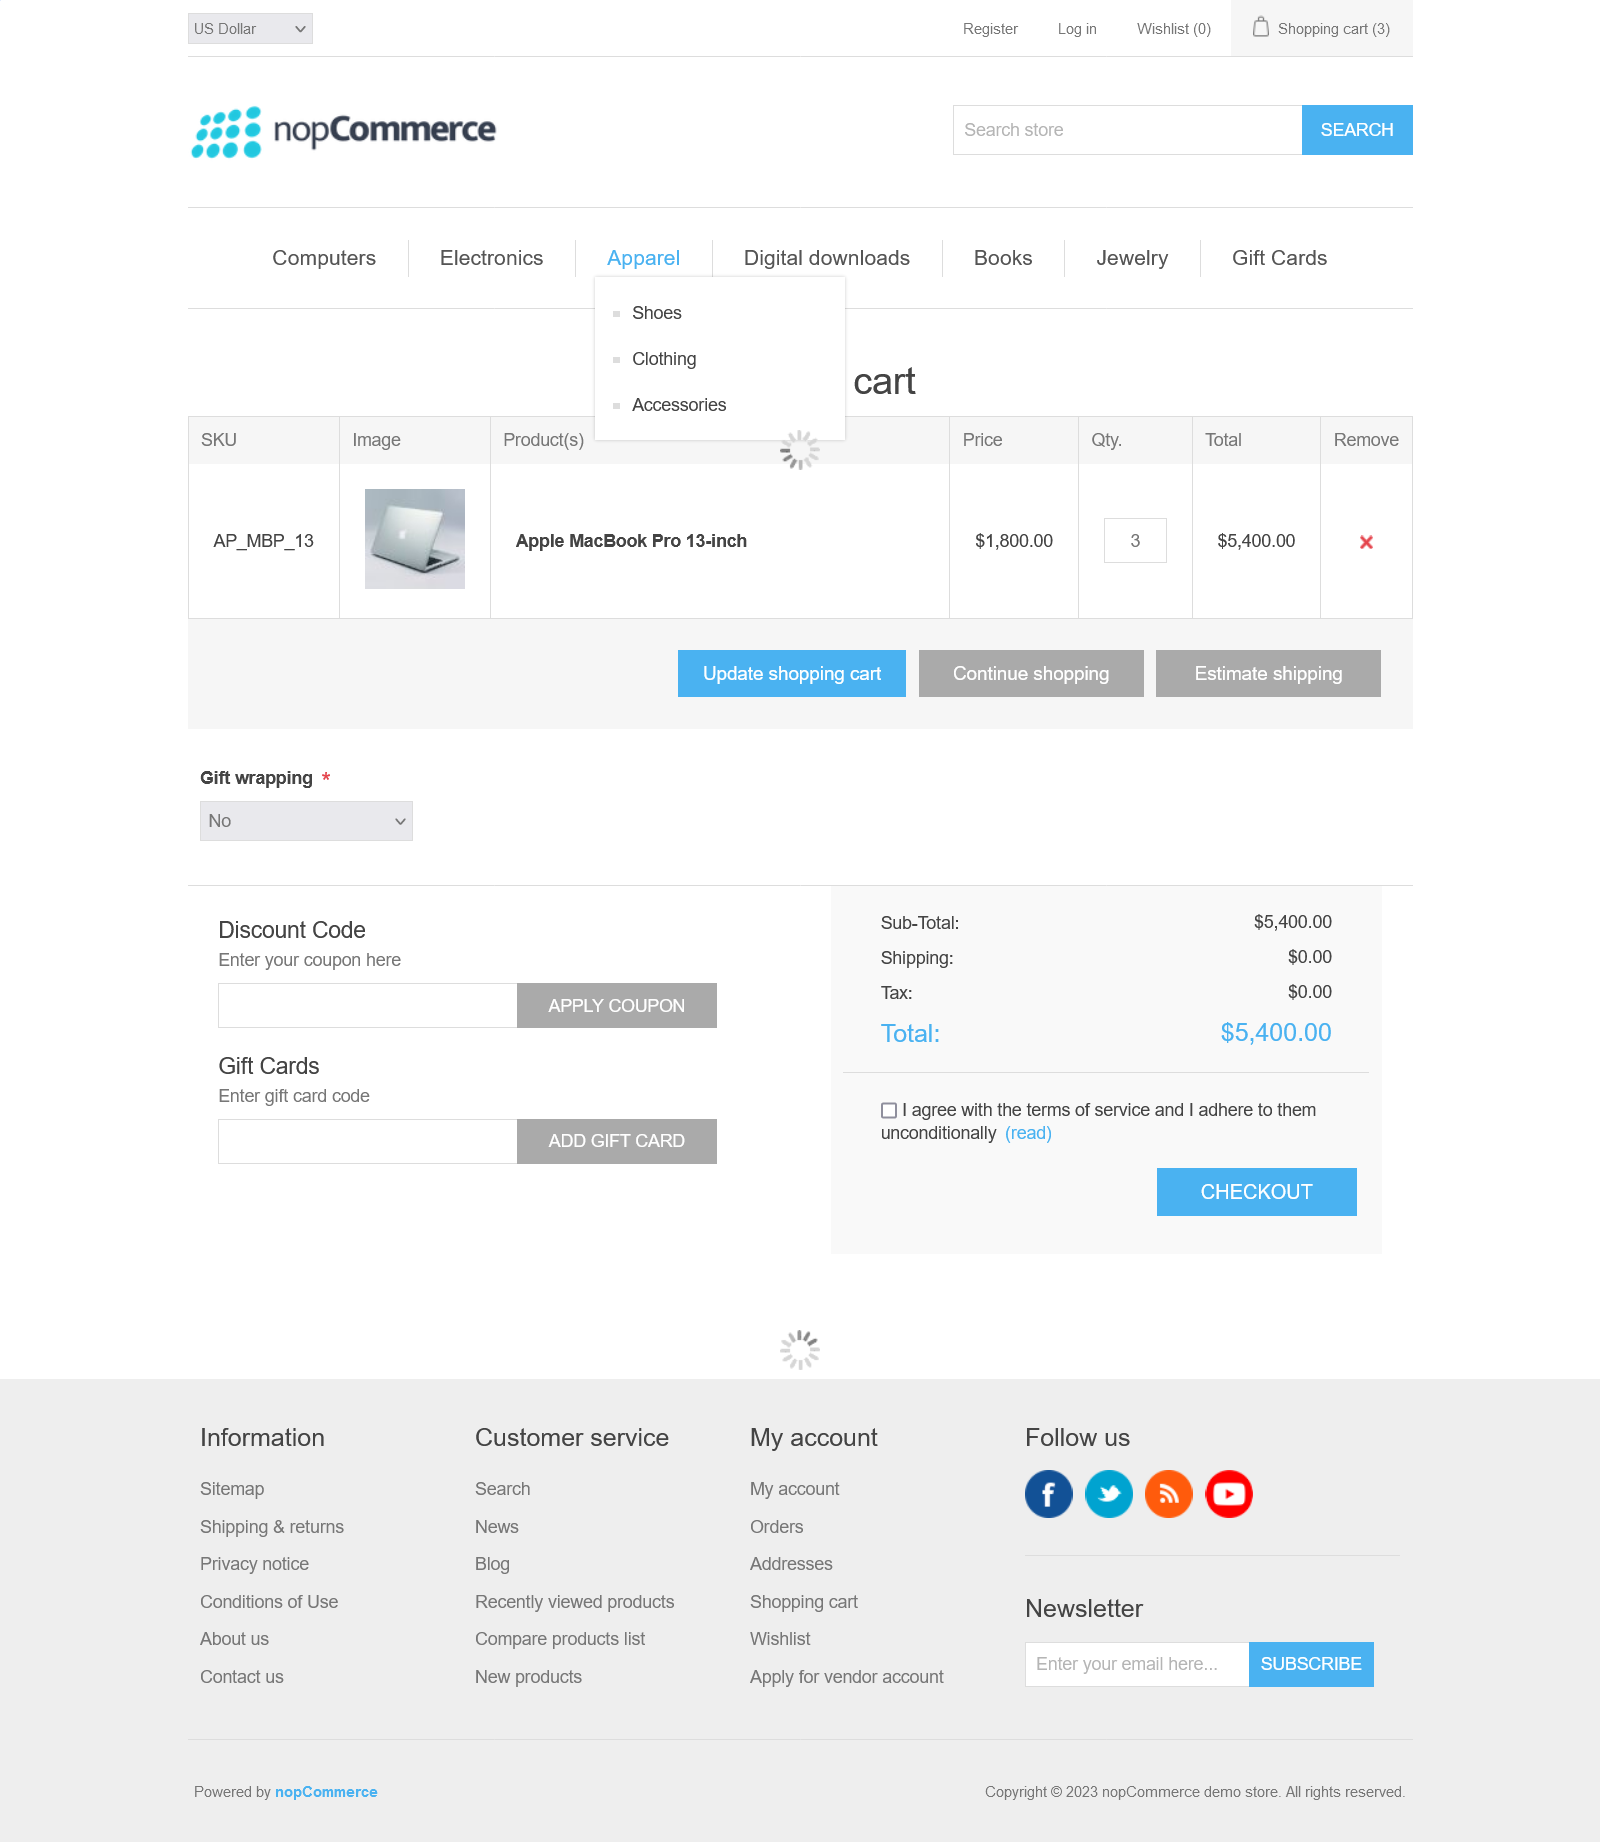 US Dollar
Register
Log in
Wishlist (0)
Shopping cart (3)
nopCommerce
Search store
SEARCH
Computers
Electronics
Apparel
Digital downloads
Books
Jewelry
Gift Cards
Shoes
Clothing
Accessories
cart
SKU
Image
Product(s)
Price
Qty.
Total
Remove
AP_MBP_13
Apple MacBook Pro 13-inch
$1,800.00
3
$5,400.00
Update shopping cart
Continue shopping
Estimate shipping
Gift wrapping *
No
Discount Code
Enter your coupon here
APPLY COUPON
Gift Cards
Enter gift card code
ADD GIFT CARD
Sub-Total: $5,400.00
Shipping: $0.00
Tax: $0.00
Total: $5,400.00
I agree with the terms of service and I adhere to them
unconditionally (read)
CHECKOUT
Information
Sitemap
Shipping & returns
Privacy notice
Conditions of Use
About us
Contact us
Customer service
Search
News
Blog
Recently viewed products
Compare products list
New products
My account
My account
Orders
Addresses
Shopping cart
Wishlist
Apply for vendor account
Follow us
Newsletter
Enter your email here...
SUBSCRIBE
Powered by nopCommerce
Copyright © 2023 nopCommerce demo store. All rights reserved.